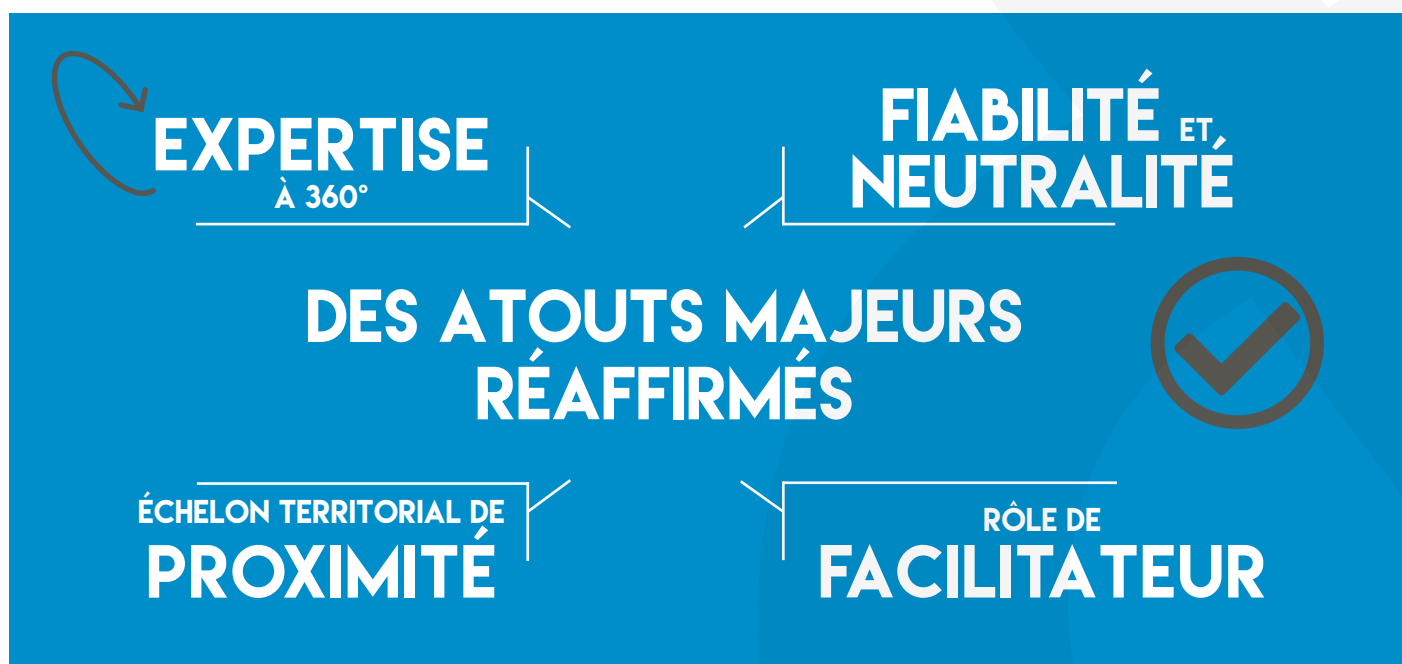 EXPERTISE
À 360°
FIABILITÉ ET
NEUTRALITÉ
DES ATOUTS MAJEURS
RÉAFFIRMÉS
ÉCHELON TERRITORIAL DE
PROXIMITÉ
RÔLE DE
FACILITATEUR